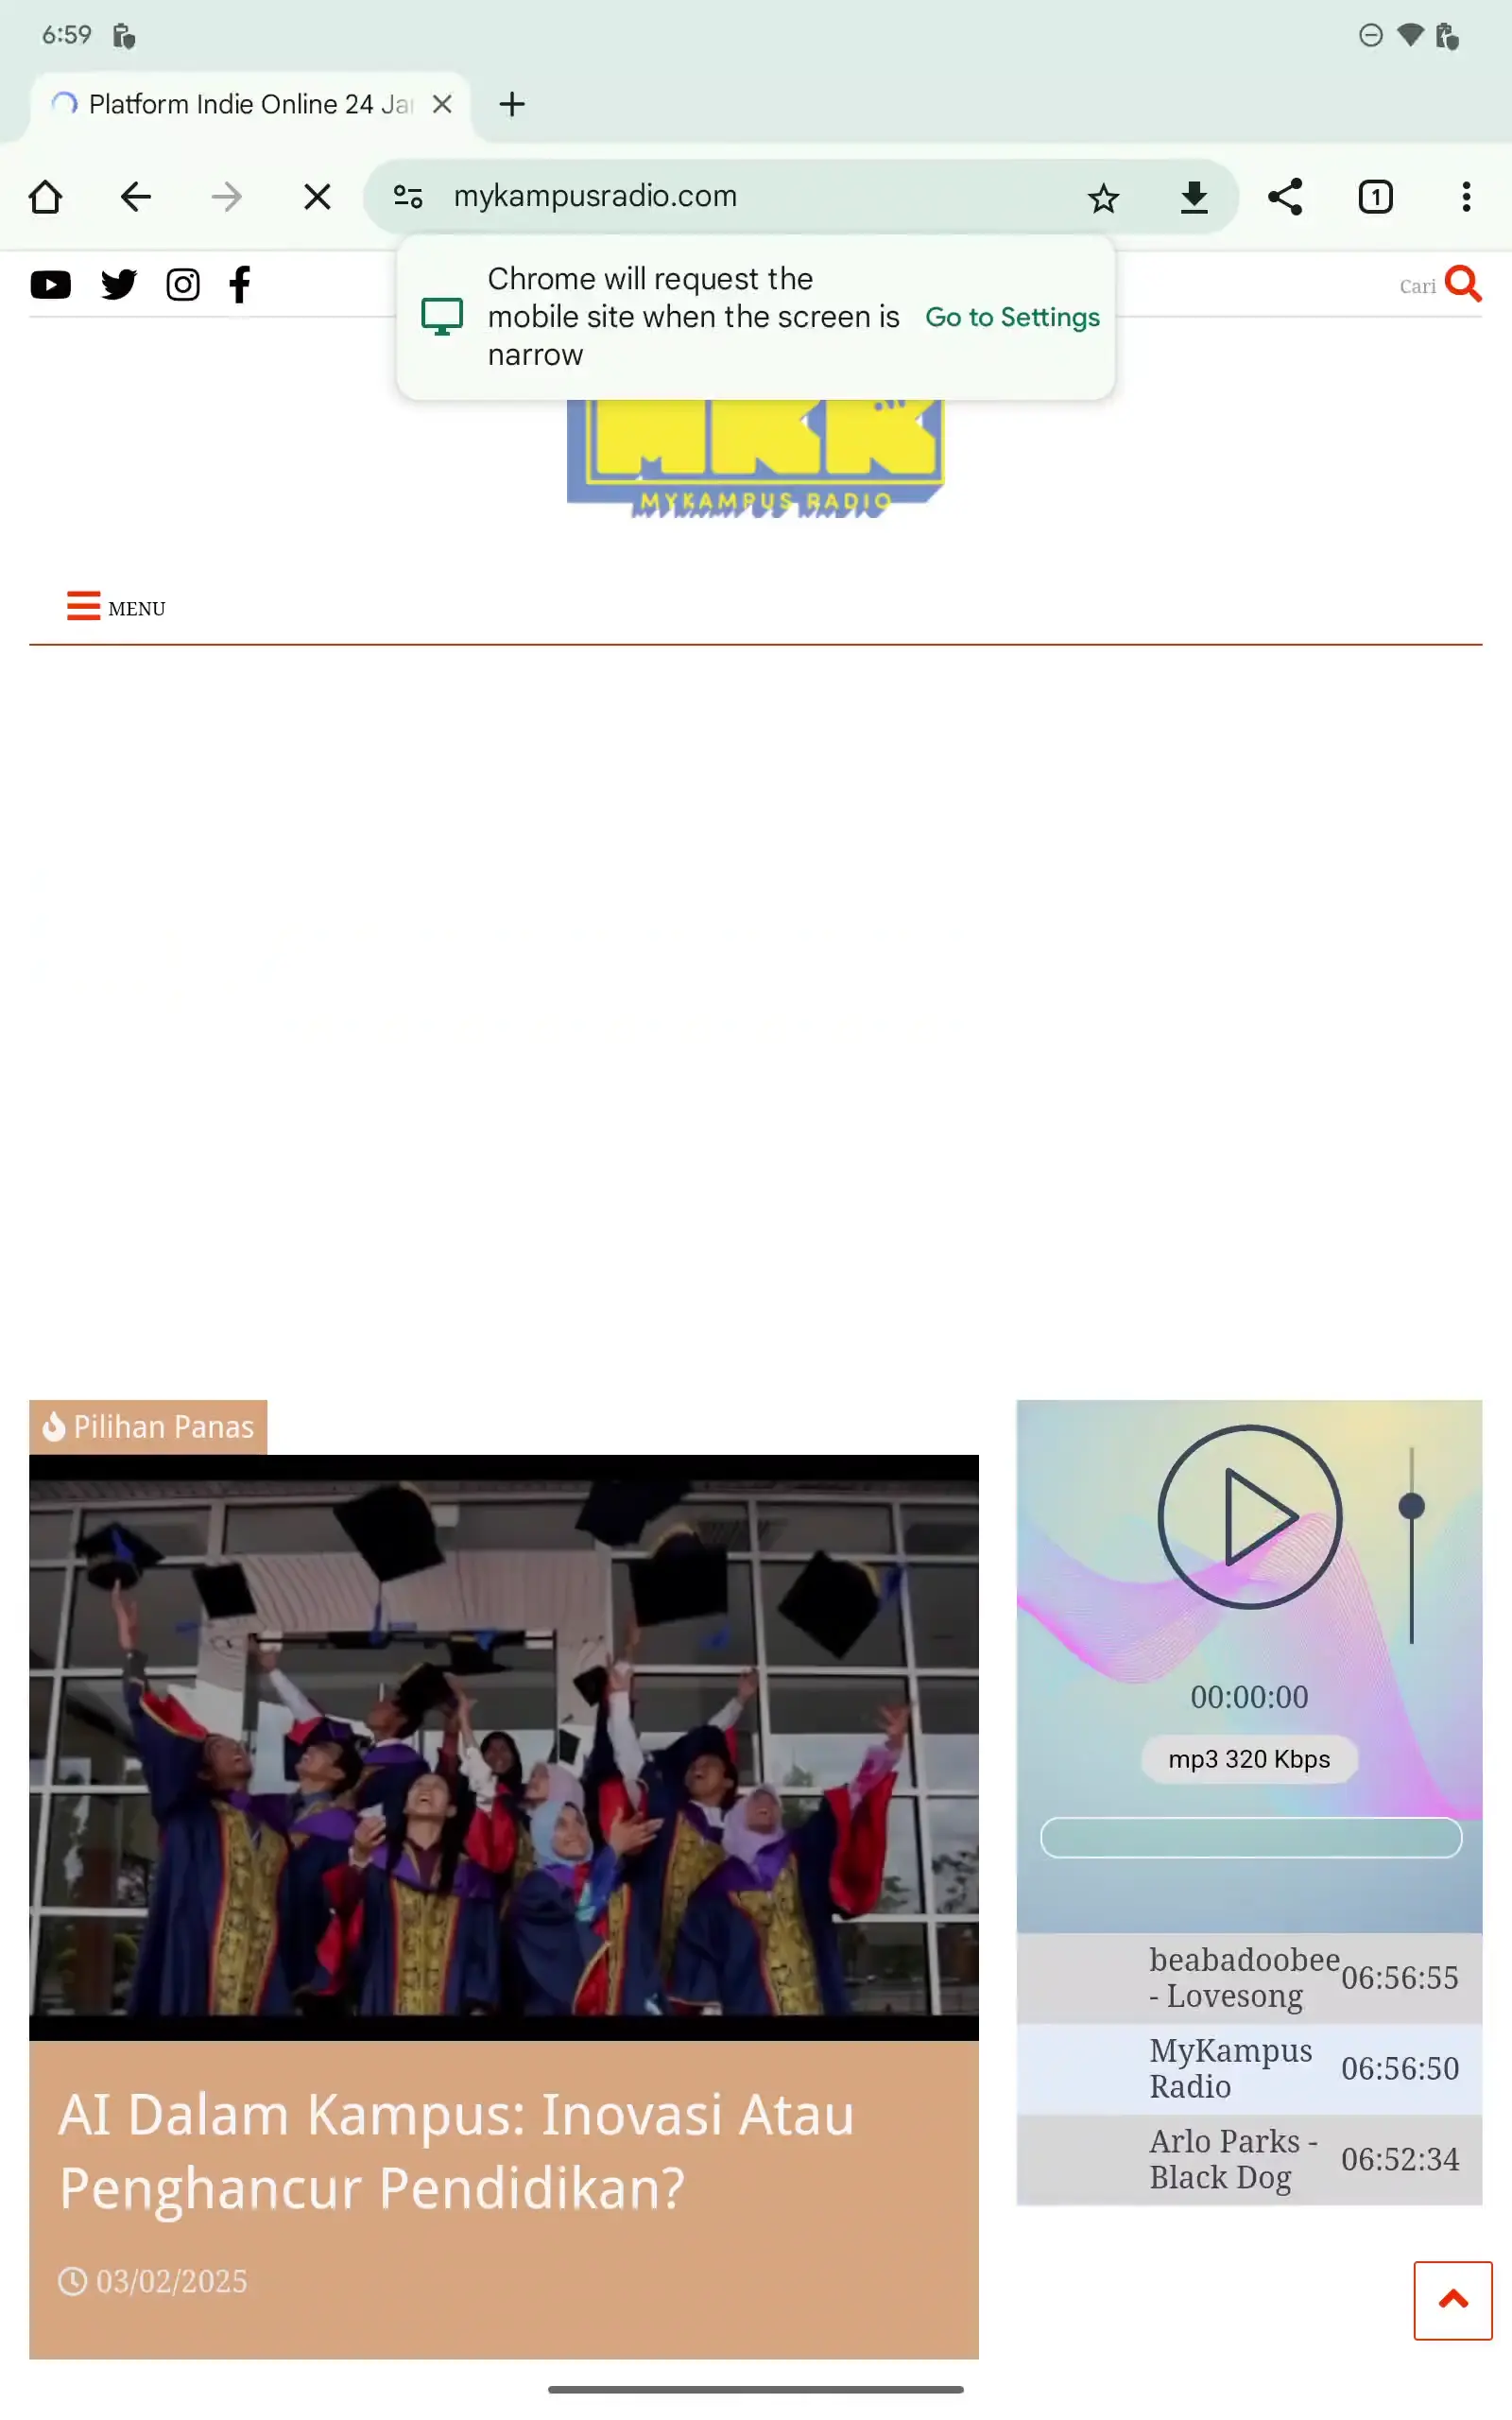 6:59
Platform Indie Online 24 Ja
mykampusradio.com
1
Chrome will request the
mobile site when the screen is
narrow
Go to Settings
Cari
MKR
MYKAMPUS RADIO
MENU
Pilihan Panas
AI Dalam Kampus: Inovasi Atau
Penghancur Pendidikan?
03/02/2025
00:00:00
mp3 320 Kbps
beabadoobee
- Lovesong
06:56:55
MyKampus
Radio
06:56:50
Arlo Parks -
Black Dog
06:52:34